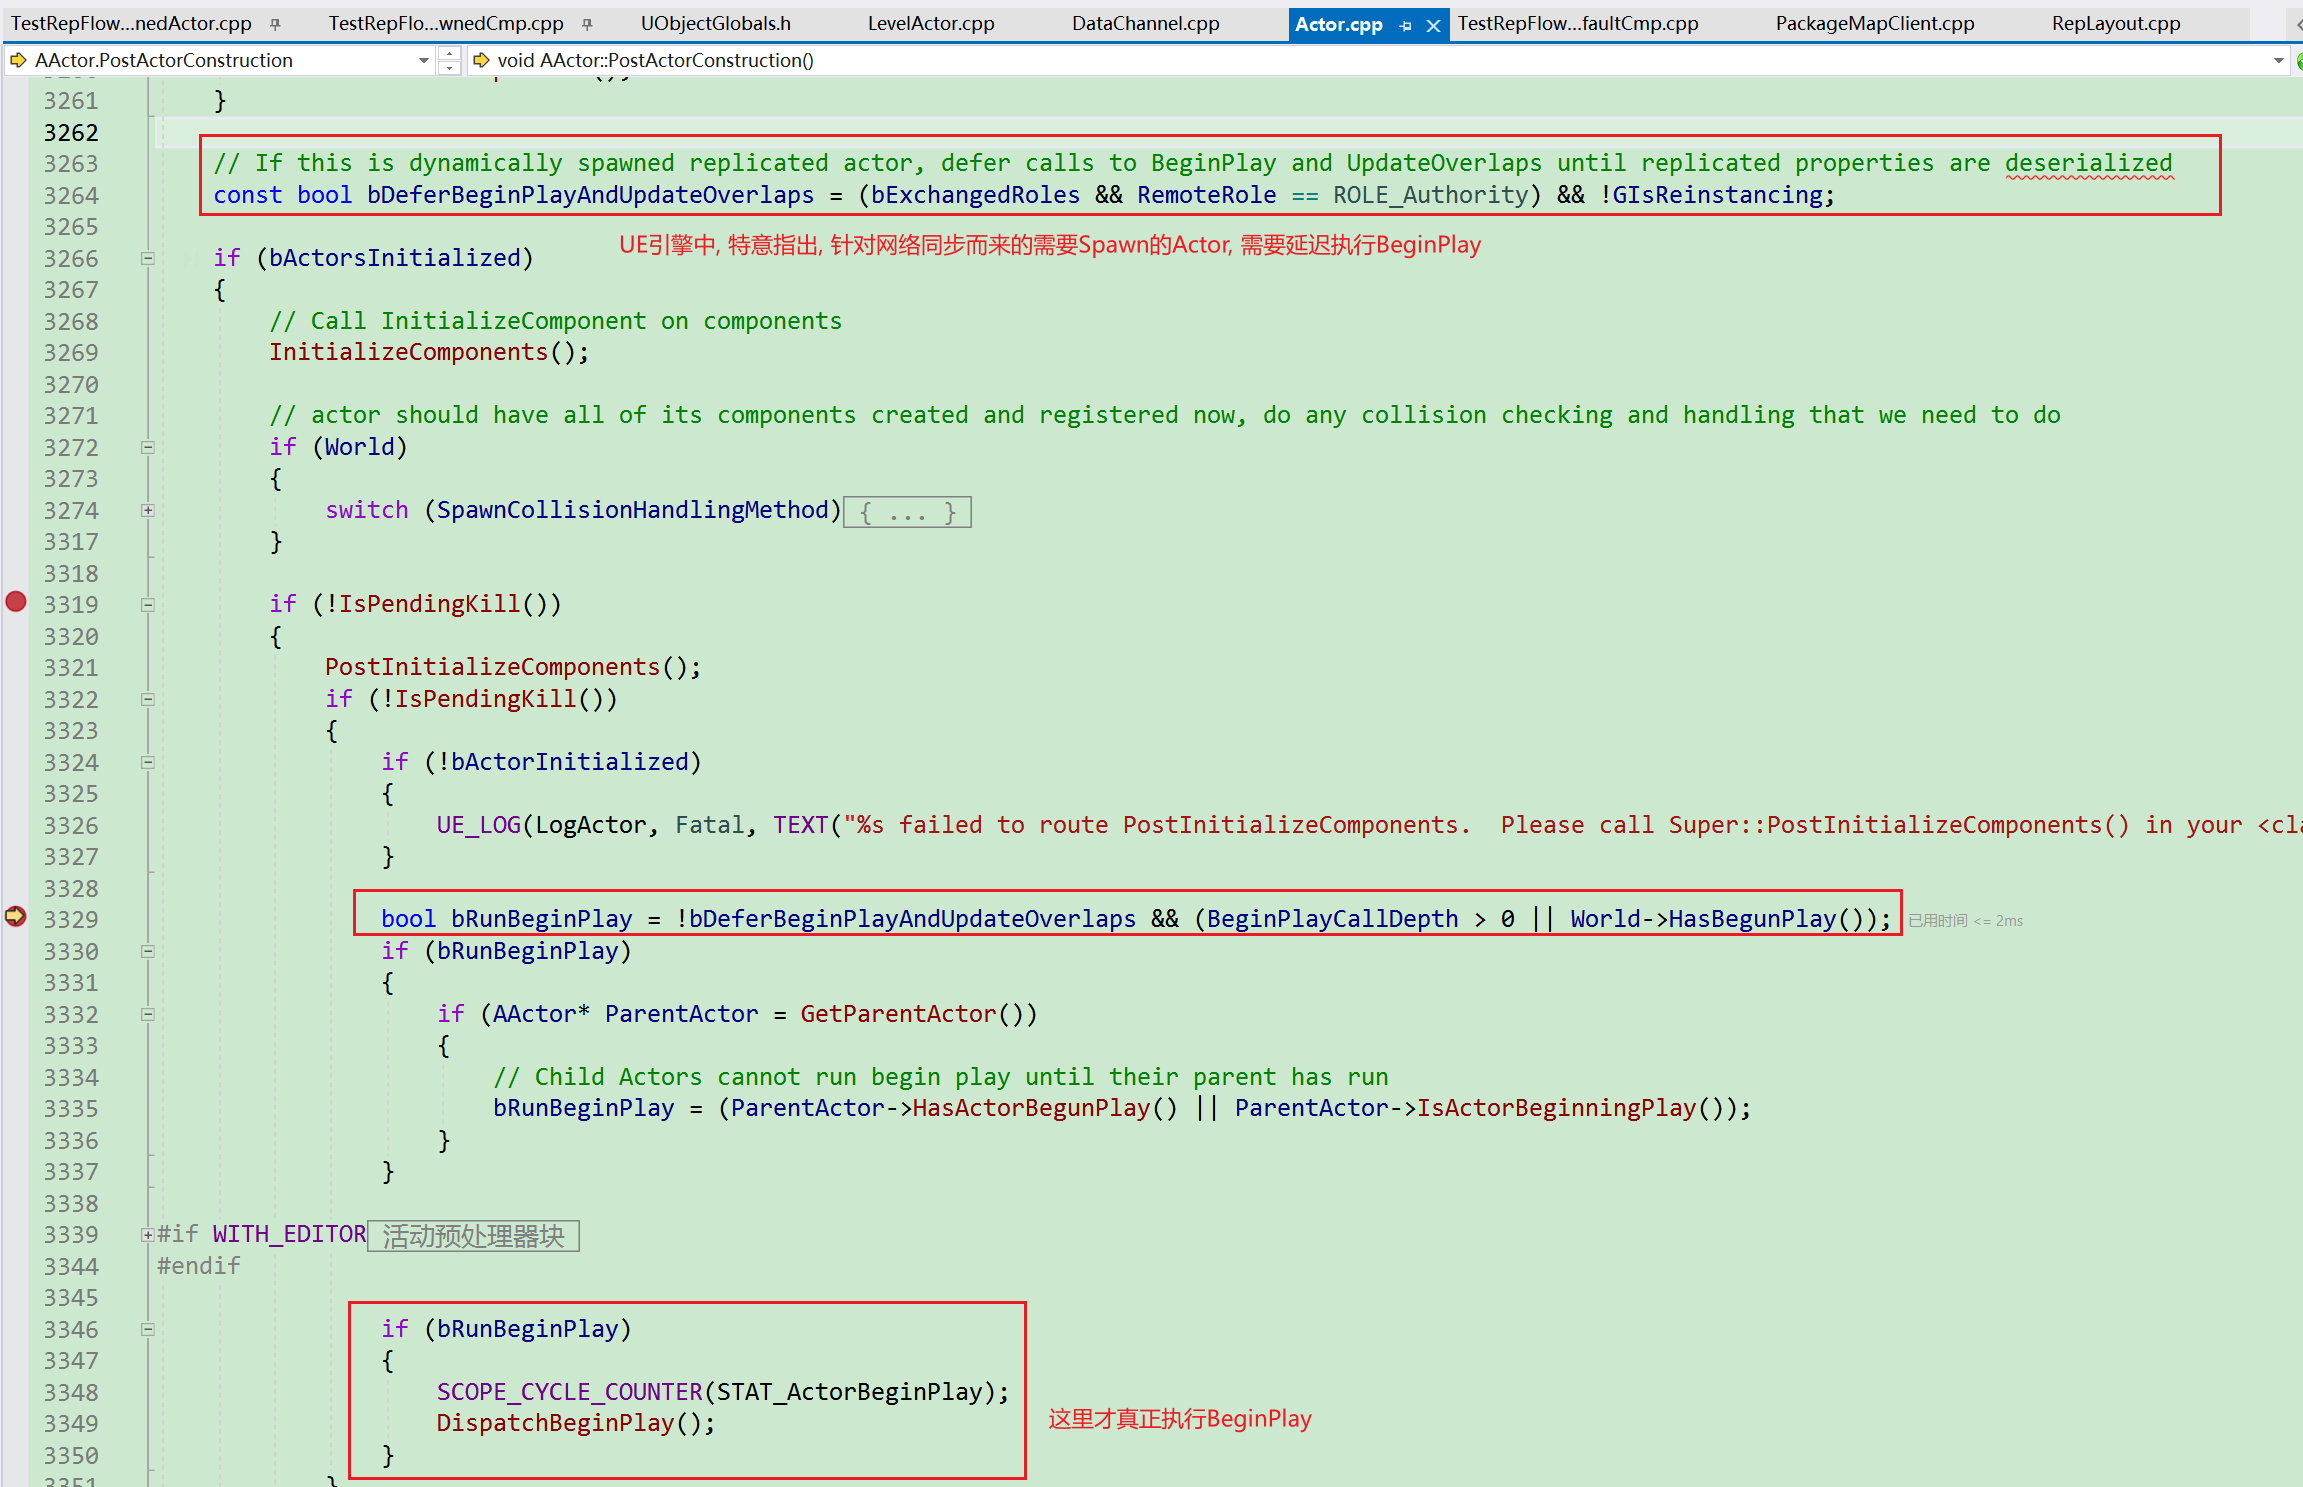 TestRepFlow...nedActor.cpp TestRepFlo...wnedCmp.cpp UObjectGlobals.h LevelActor.cpp DataChannel.cpp Actor.cpp TestRepFlow...faultCmp.cpp PackageMapClient.cpp RepLayout.cpp
AActor.PostActorConstruction void AActor::PostActorConstruction()
3261 }
3262
3263 // If this is dynamically spawned replicated actor, defer calls to BeginPlay and UpdateOverlaps until replicated properties are deserialized
3264 const bool bDeferBeginPlayAndUpdateOverlaps = (bExchangedRoles && RemoteRole == ROLE_Authority) && !GIsReinstancing;
3265
UE引擎中, 特意指出, 针对网络同步而来的需要Spawn的Actor, 需要延迟执行BeginPlay
3266 if (bActorsInitialized)
3267 {
3268 // Call InitializeComponent on components
3269 InitializeComponents();
3270
3271 // actor should have all of its components created and registered now, do any collision checking and handling that we need to do
3272 if (World)
3273 {
3274 switch (SpawnCollisionHandlingMethod){ ... }
3317 }
3318
3319 if (!IsPendingKill())
3320 {
3321 PostInitializeComponents();
3322 if (!IsPendingKill())
3323 {
3324 if (!bActorInitialized)
3325 {
3326 UE_LOG(LogActor, Fatal, TEXT("%s failed to route PostInitializeComponents.  Please call Super::PostInitializeComponents() in your <cla
3327 }
3328
3329 bool bRunBeginPlay = !bDeferBeginPlayAndUpdateOverlaps && (BeginPlayCallDepth > 0 || World->HasBegunPlay()); 已用时间 <= 2ms
3330 if (bRunBeginPlay)
3331 {
3332 if (AActor* ParentActor = GetParentActor())
3333 {
3334 // Child Actors cannot run begin play until their parent has run
3335 bRunBeginPlay = (ParentActor->HasActorBegunPlay() || ParentActor->IsActorBeginningPlay());
3336 }
3337 }
3338
3339 #if WITH_EDITOR 活动预处理器块
3344 #endif
3345
3346 if (bRunBeginPlay)
3347 {
3348 SCOPE_CYCLE_COUNTER(STAT_ActorBeginPlay);
3349 DispatchBeginPlay(); 这里才真正执行BeginPlay
3350 }
3351 }